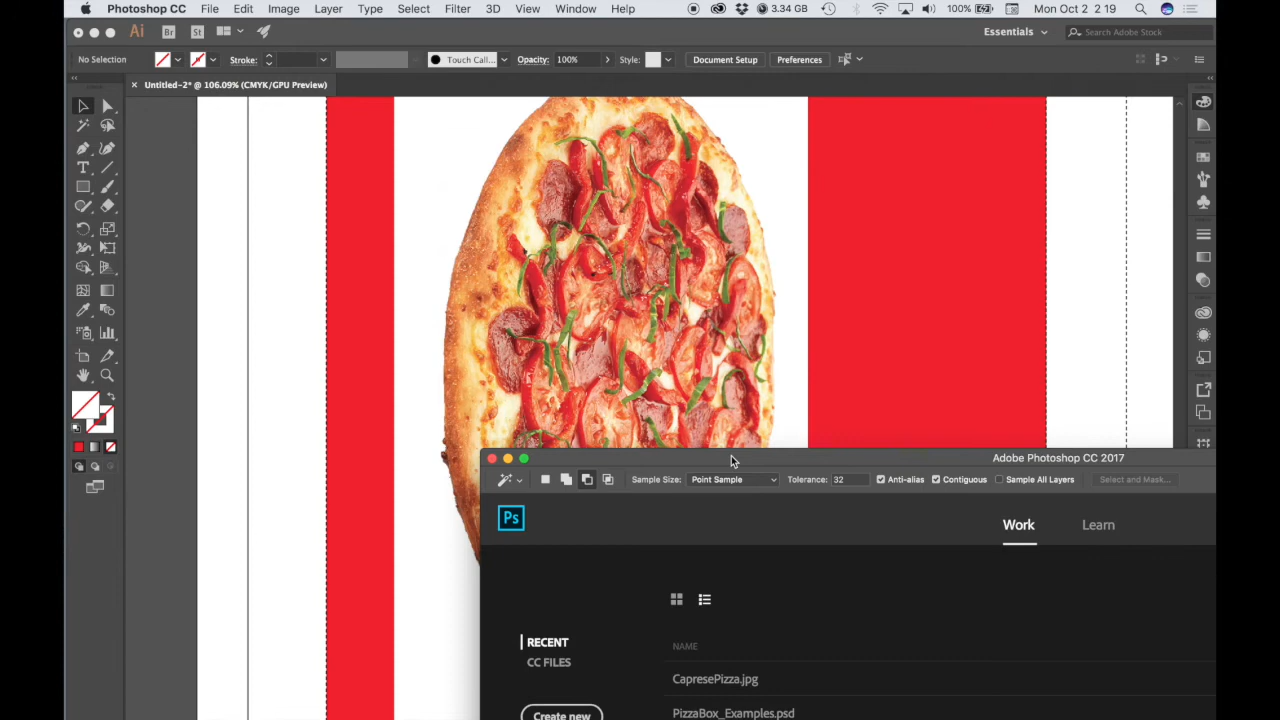 Photoshop CC File Edit Image Layer Type Select Filter 3D View Window Help 3.34 GB 100% Mon Oct 2 2 19
Ai Br St Essentials Search Adobe Stock
No Selection Stroke: Touch Call... Opacity: 100% Style: Document Setup Preferences
Untitled-2* @ 106.09% (CMYK/GPU Preview)
Adobe Photoshop CC 2017
Sample Size: Point Sample Tolerance: 32 Anti-alias Contiguous Sample All Layers Select and Mask...
Ps Work Learn
RECENT
CC FILES
NAME
CapresePizza.jpg
Create new PizzaBox_Examples.psd